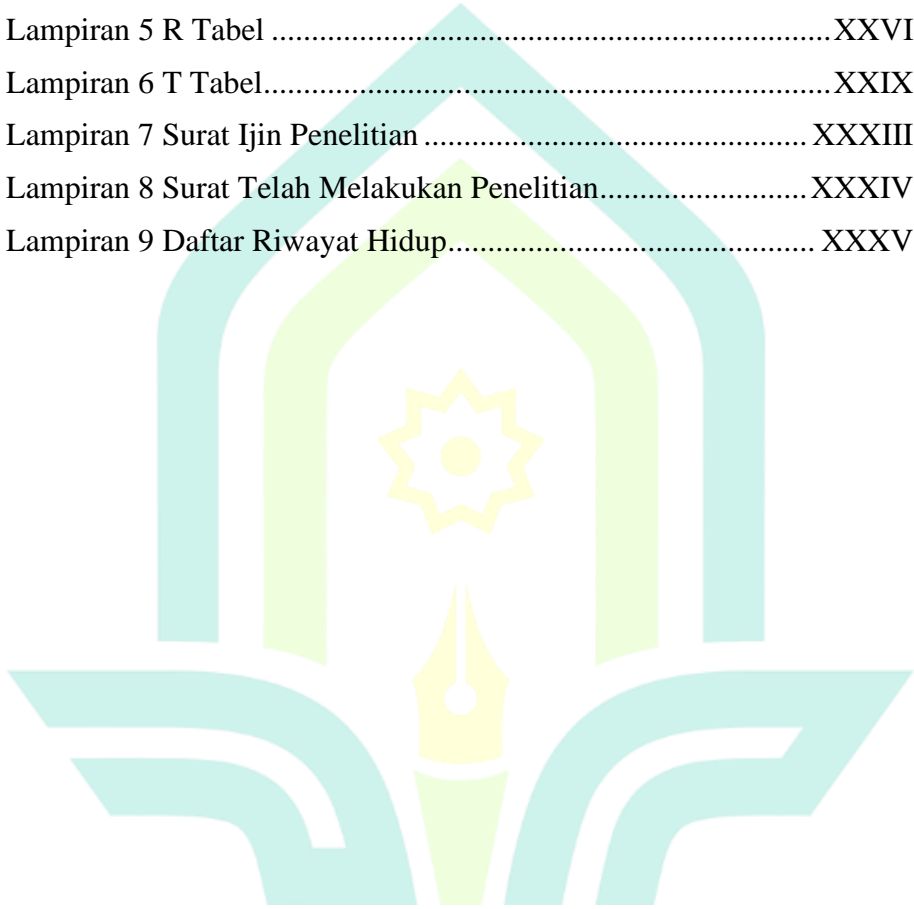 Lampiran 5 R Tabel ....................................................................... XXVI
Lampiran 6 T Tabel........................................................................ XXIX
Lampiran 7 Surat Ijin Penelitian ................................................ XXXIII
Lampiran 8 Surat Telah Melakukan Penelitian.......................... XXXIV
Lampiran 9 Daftar Riwayat Hidup.............................................. XXXV